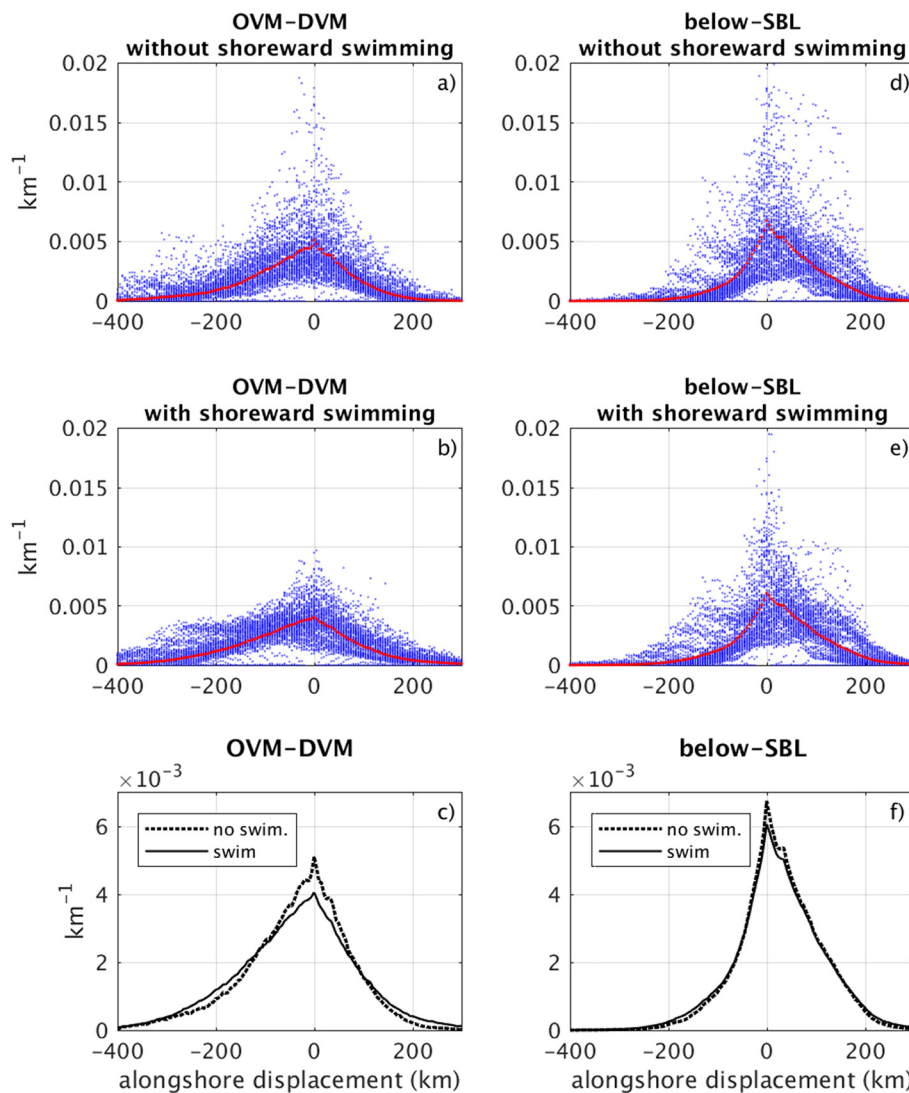 OVM–DVM
without shoreward swimming
a)
0.02
0.015
0.01
0.005
0
km⁻¹
−400 −200 0 200
below–SBL
without shoreward swimming
d)
0.02
0.015
0.01
0.005
0
−400 −200 0 200
OVM–DVM
with shoreward swimming
b)
0.02
0.015
0.01
0.005
0
km⁻¹
−400 −200 0 200
below–SBL
with shoreward swimming
e)
0.02
0.015
0.01
0.005
0
−400 −200 0 200
OVM–DVM
×10⁻³
c)
no swim.
swim
6
4
2
0
km⁻¹
−400 −200 0 200
alongshore displacement (km)
below–SBL
×10⁻³
f)
no swim.
swim
6
4
2
0
−400 −200 0 200
alongshore displacement (km)